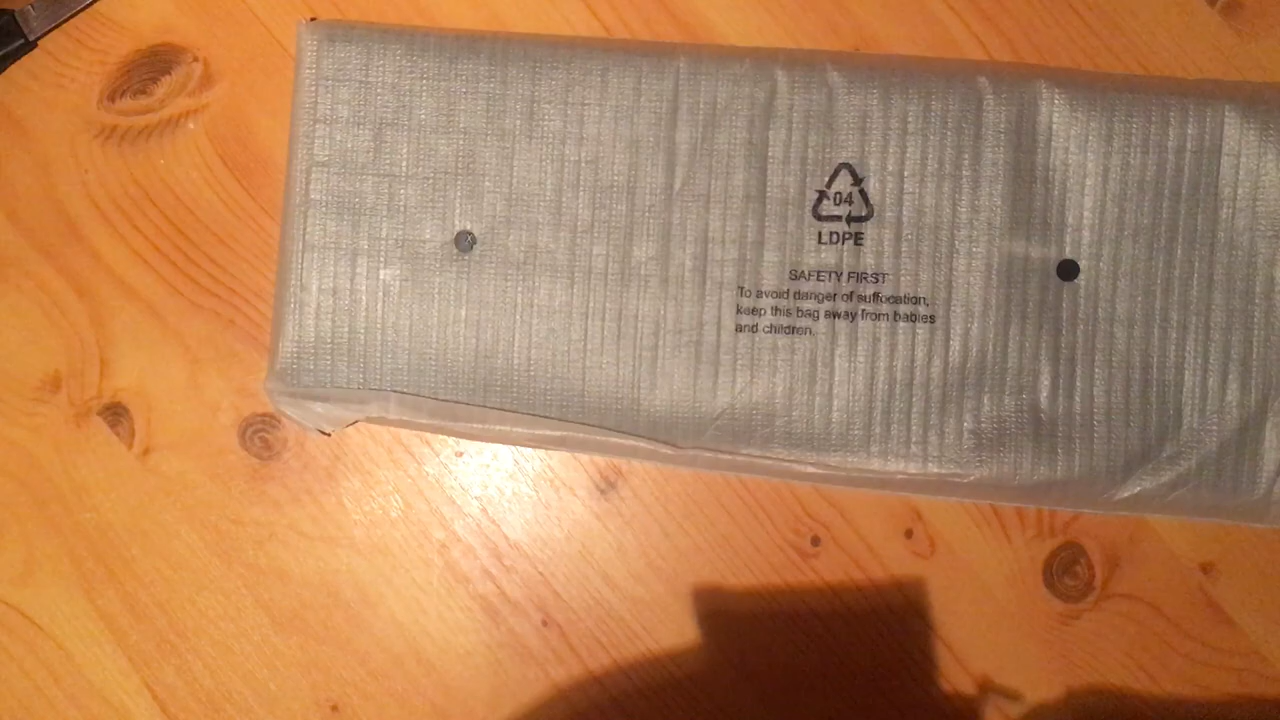 04
LDPE
SAFETY FIRST
To avoid danger of suffocation,
keep this bag away from babies
and children.